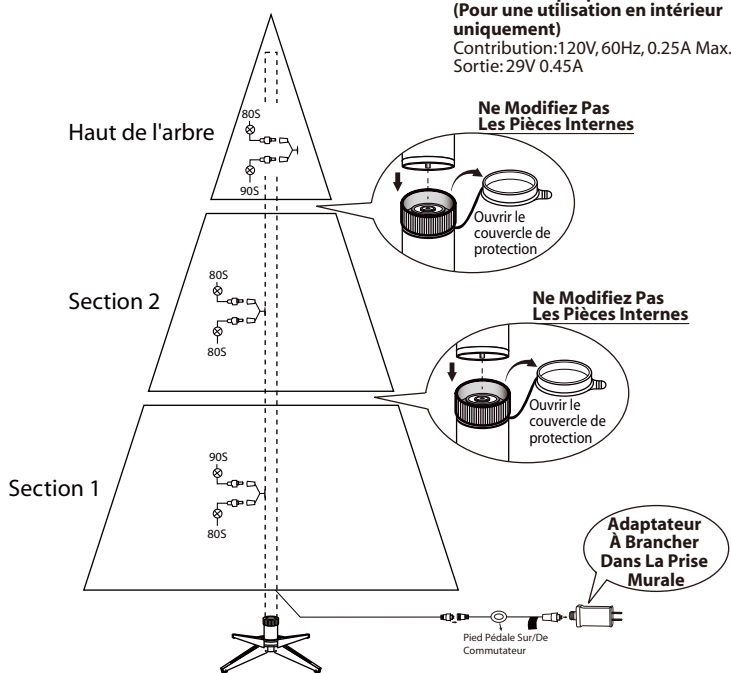 (Pour une utilisation en intérieur
uniquement)
Contribution:120V, 60Hz, 0.25A Max.
Sortie: 29V 0.45A
Ne Modifiez Pas
Les Pièces Internes
80S
Haut de l'arbre
90S
Ouvrir le
couvercle de
protection
80S
Section 2
80S
Ne Modifiez Pas
Les Pièces Internes
Ouvrir le
couvercle de
protection
90S
Section 1
80S
Adaptateur
À Brancher
Dans La Prise
Murale
Pied Pédale Sur/De
Commutateur